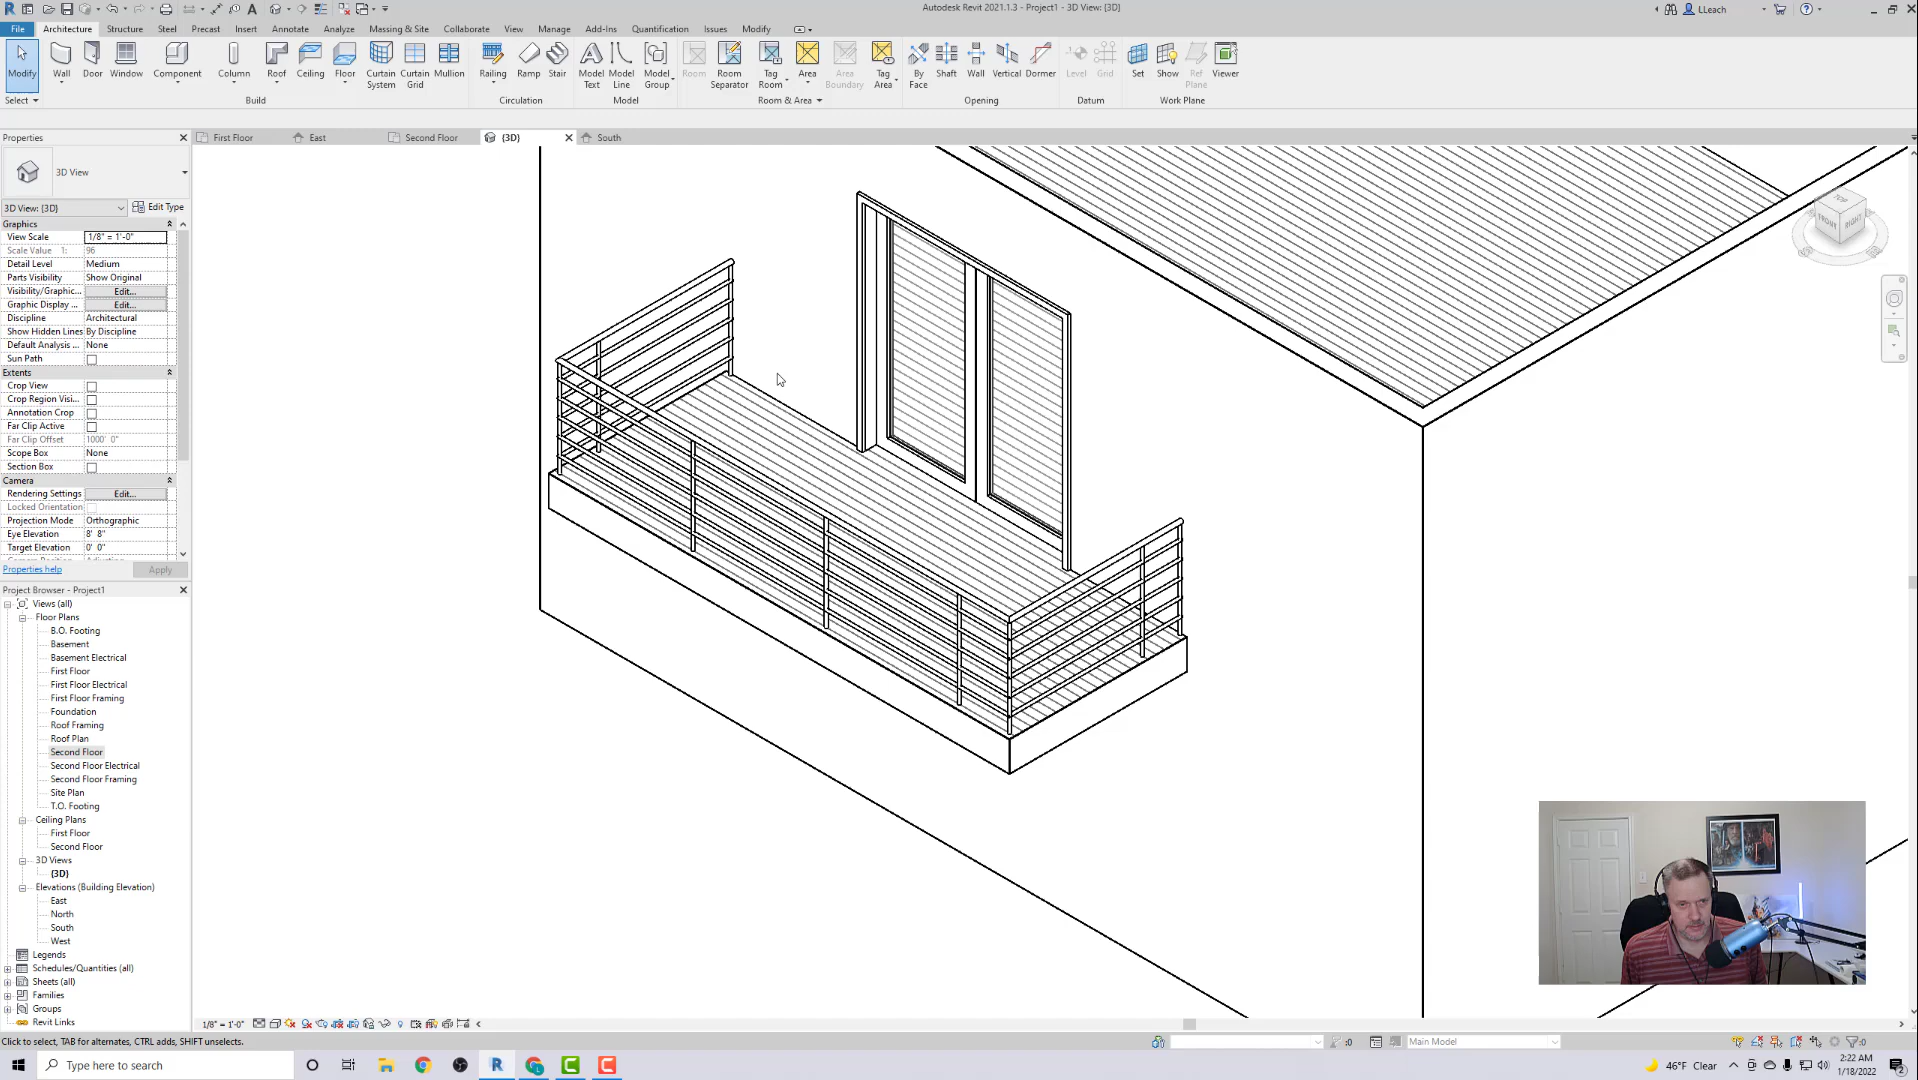 Autodesk Revit 2021.1.3 - Project1 - 3D View: {3D}
LLeach
File Architecture Structure Steel Precast Insert Annotate Analyze Massing & Site Collaborate View Manage Add-Ins Quantification Issues Modify
Modify Wall Door Window Component Column Roof Ceiling Floor Curtain System Curtain Grid Mullion Railing Ramp Stair Model Text Model Line Model Group Room Room Separator Tag Room Area Area Boundary Tag Area By Face Shaft Wall Vertical Dormer Level Grid Set Show Ref Plane Viewer
Select Build Circulation Model Room & Area Opening Datum Work Plane
Properties
First Floor East Second Floor {3D} South
3D View
3D View: {3D} Edit Type
Graphics
View Scale 1/8" = 1'-0"
Scale Value 1: 96
Detail Level Medium
Parts Visibility Show Original
Visibility/Graphic... Edit...
Graphic Display ... Edit...
Discipline Architectural
Show Hidden Lines By Discipline
Default Analysis ... None
Sun Path
Extents
Crop View
Crop Region Visi...
Annotation Crop
Far Clip Active
Far Clip Offset 1000' 0"
Scope Box None
Section Box
Camera
Rendering Settings Edit...
Locked Orientation
Projection Mode Orthographic
Eye Elevation 8' 8"
Target Elevation 0' 0"
Properties help Apply
Project Browser - Project1
Views (all)
Floor Plans
B.O. Footing
Basement
Basement Electrical
First Floor
First Floor Electrical
First Floor Framing
Foundation
Roof Framing
Roof Plan
Second Floor
Second Floor Electrical
Second Floor Framing
Site Plan
T.O. Footing
Ceiling Plans
First Floor
Second Floor
3D Views
{3D}
Elevations (Building Elevation)
East
North
South
West
Legends
Schedules/Quantities (all)
Sheets (all)
Families
Groups
Revit Links
TOP
FRONT RIGHT
1/8" = 1'-0"
Click to select, TAB for alternates, CTRL adds, SHIFT unselects.
:0 Main Model :0
Type here to search
46°F Clear
2:22 AM
1/18/2022